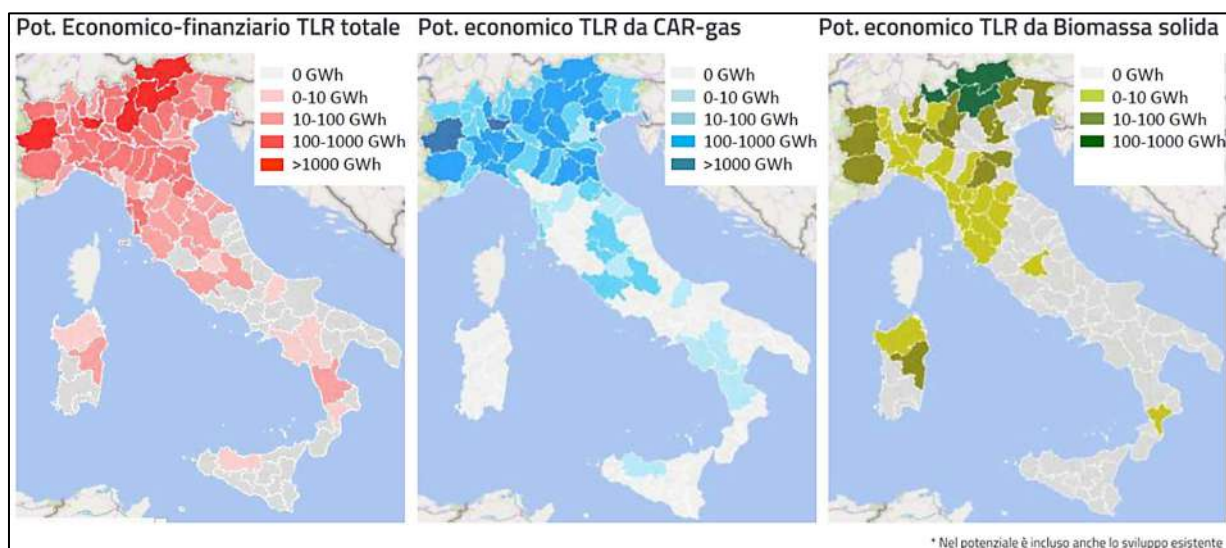 Pot. Economico-finanziario TLR totale
0 GWh
0-10 GWh
10-100 GWh
100-1000 GWh
>1000 GWh
Pot. economico TLR da CAR-gas
0 GWh
0-10 GWh
10-100 GWh
100-1000 GWh
>1000 GWh
Pot. economico TLR da Biomassa solida
0 GWh
0-10 GWh
10-100 GWh
100-1000 GWh
* Nel potenziale è incluso anche lo sviluppo esistente